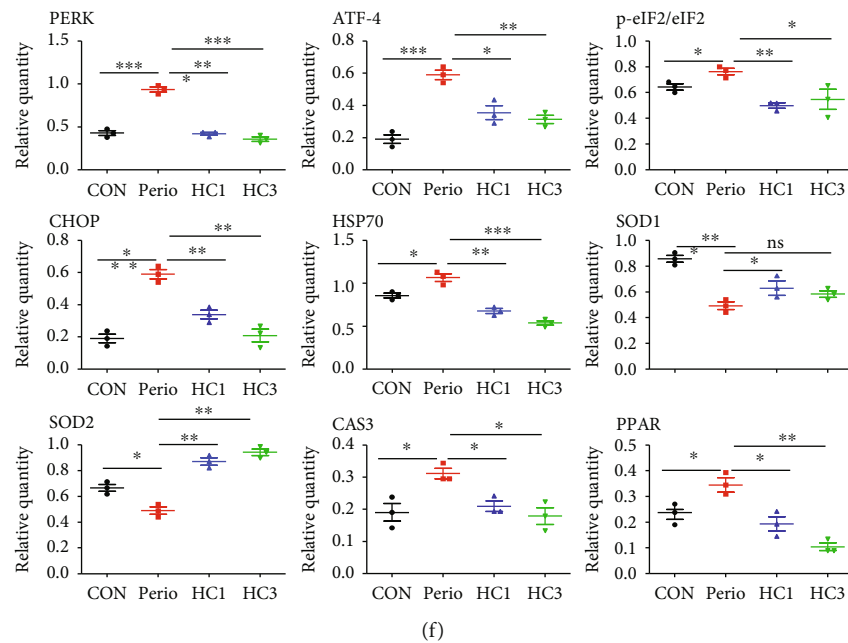 PERK
Relative quantity
1.5
1.0
0.5
0.0
*** *** ** *
CON Perio HC1 HC3
ATF-4
Relative quantity
0.8
0.6
0.4
0.2
0.0
*** ** *
CON Perio HC1 HC3
p-eIF2/eIF2
Relative quantity
1.0
0.8
0.6
0.4
0.2
0.0
* * **
CON Perio HC1 HC3
CHOP
Relative quantity
0.8
0.6
0.4
0.2
0.0
* ** ** * *
CON Perio HC1 HC3
HSP70
Relative quantity
1.5
1.0
0.5
0.0
* *** **
CON Perio HC1 HC3
SOD1
Relative quantity
1.0
0.8
0.6
0.4
0.2
0.0
** * ns *
CON Perio HC1 HC3
SOD2
Relative quantity
1.0
0.8
0.6
0.4
0.2
0.0
* ** **
CON Perio HC1 HC3
CAS3
Relative quantity
0.4
0.3
0.2
0.1
0.0
* * *
CON Perio HC1 HC3
PPAR
Relative quantity
0.5
0.4
0.3
0.2
0.1
0.0
* ** *
CON Perio HC1 HC3
(f)